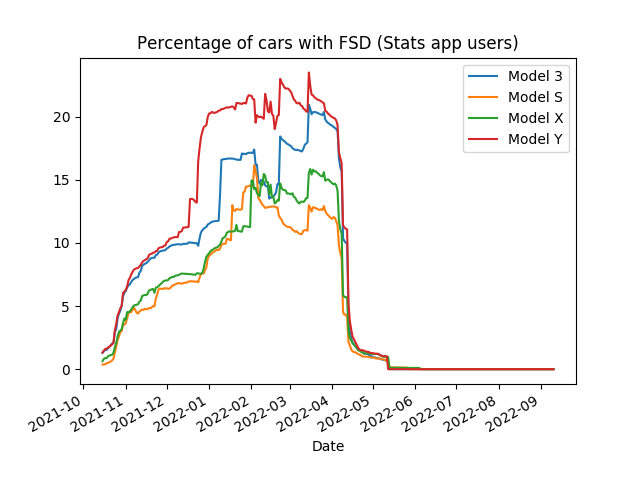 Percentage of cars with FSD (Stats app users)
Model 3
Model S
Model X
Model Y
20
15
10
5
0
2021-10
2021-11
2021-12
2022-01
2022-02
2022-03
2022-04
2022-05
2022-06
2022-07
2022-08
2022-09
Date